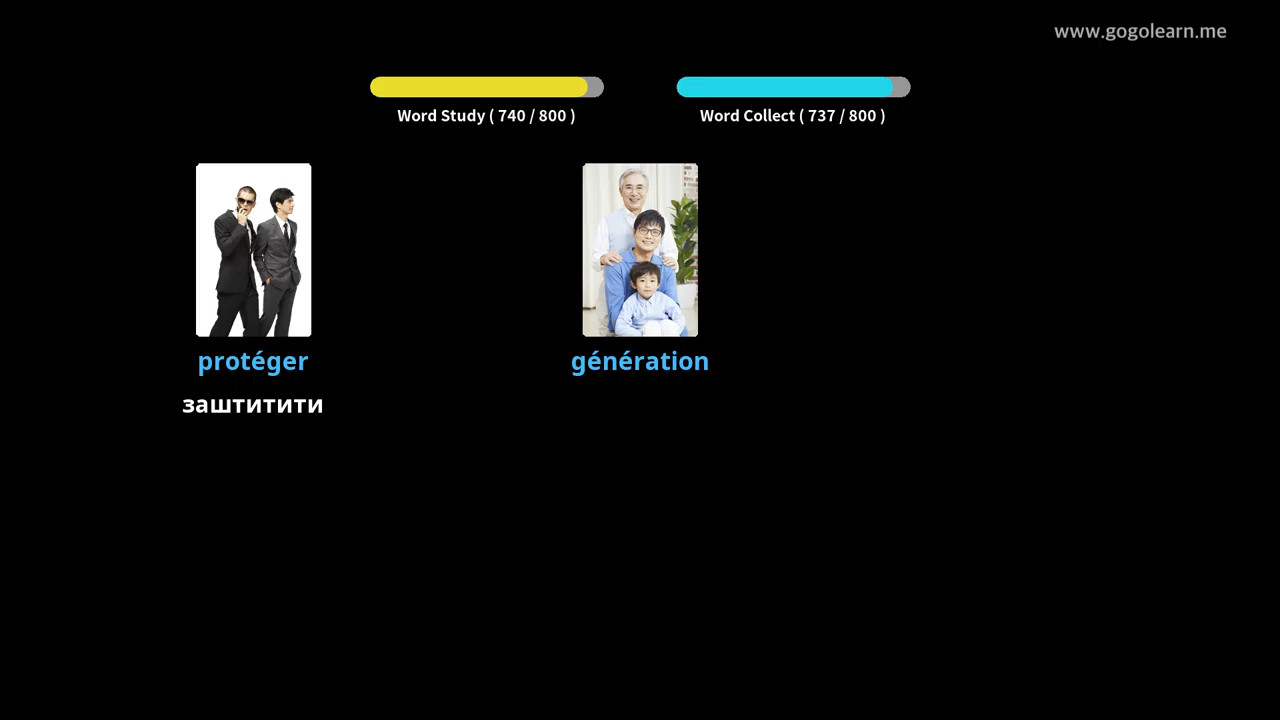 www.gogolearn.me
Word Study ( 740 / 800 )
Word Collect ( 737 / 800 )
protéger
génération
заштитити